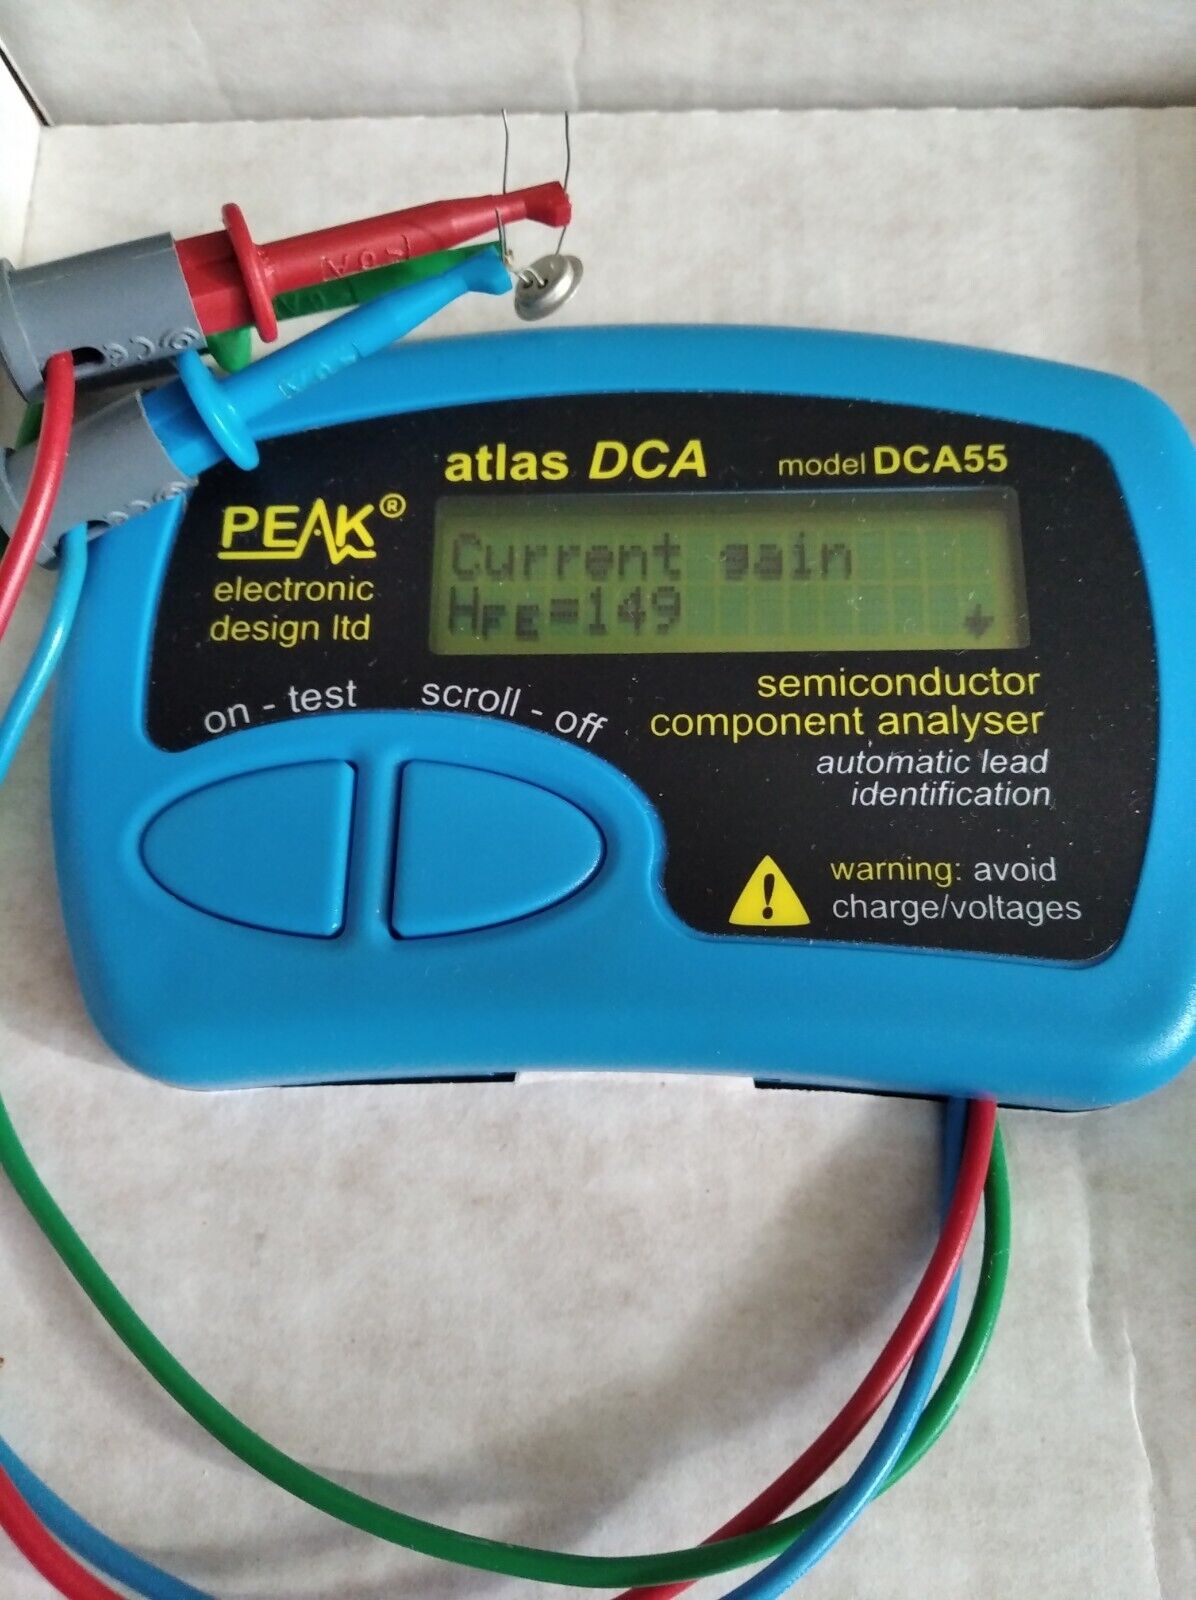 atlas DCA model DCA55
PEAK®
electronic
design ltd
Current gain
HFE=149
on - test
scroll - off
semiconductor
component analyser
automatic lead
identification
warning: avoid
charge/voltages